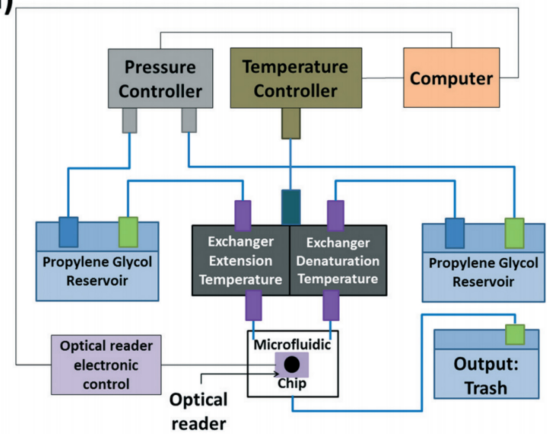 Pressure
Controller
Temperature
Controller
Computer
Propylene Glycol
Reservoir
Exchanger
Extension
Temperature
Exchanger
Denaturation
Temperature
Propylene Glycol
Reservoir
Optical reader
electronic
control
Microfluidic
Chip
Optical
reader
Output:
Trash